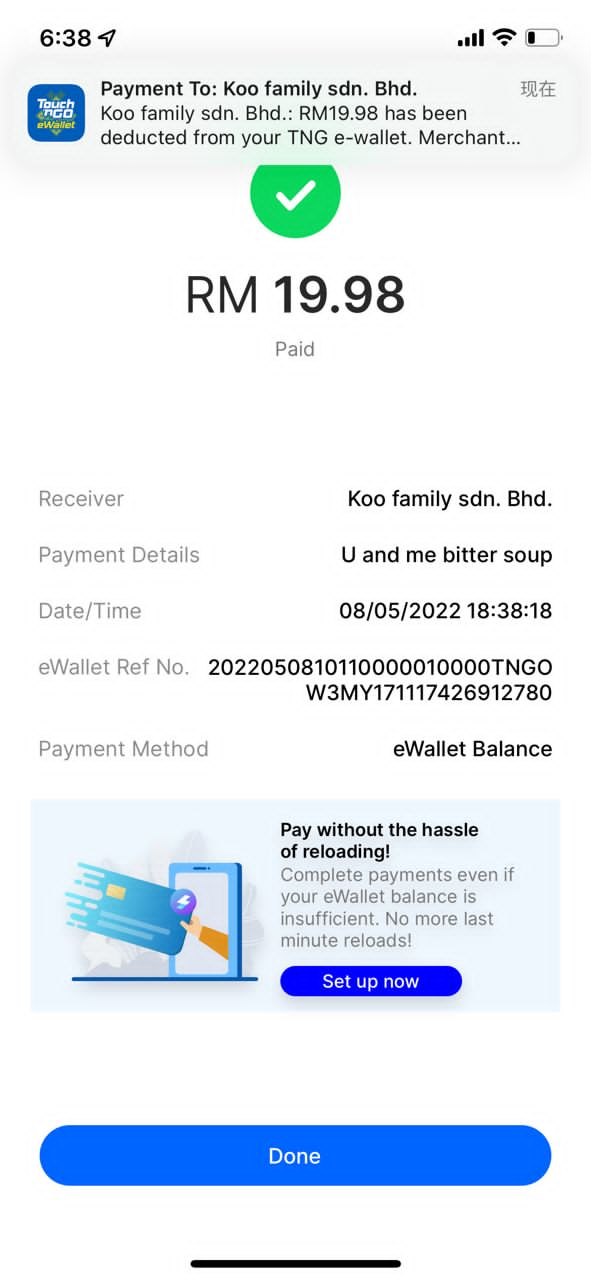 6:38
Payment To: Koo family sdn. Bhd.
现在
Koo family sdn. Bhd.: RM19.98 has been
deducted from your TNG e-wallet. Merchant...
Touch
'nGO
eWallet
RM 19.98
Paid
Receiver
Koo family sdn. Bhd.
Payment Details
U and me bitter soup
Date/Time
08/05/2022 18:38:18
eWallet Ref No.
2022050810110000010000TNGO
W3MY171117426912780
Payment Method
eWallet Balance
Pay without the hassle
of reloading!
Complete payments even if
your eWallet balance is
insufficient. No more last
minute reloads!
Set up now
Done